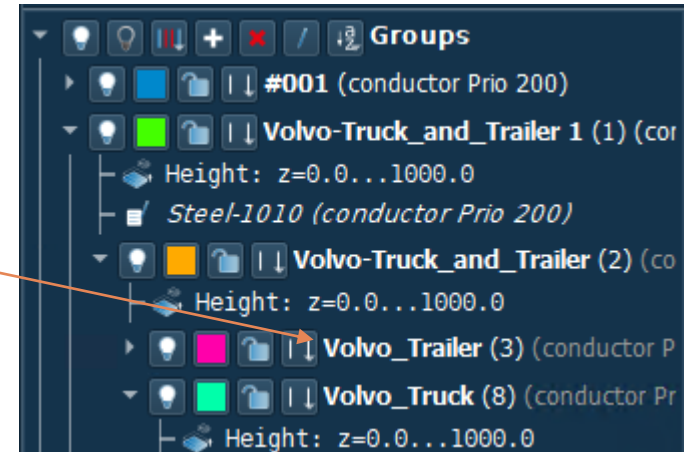 Groups
#001 (conductor Prio 200)
Volvo-Truck_and_Trailer 1 (1) (cor
Height: z=0.0...1000.0
Steel-1010 (conductor Prio 200)
Volvo-Truck_and_Trailer (2) (co
Height: z=0.0...1000.0
Volvo_Trailer (3) (conductor P
Volvo_Truck (8) (conductor Pr
Height: z=0.0...1000.0